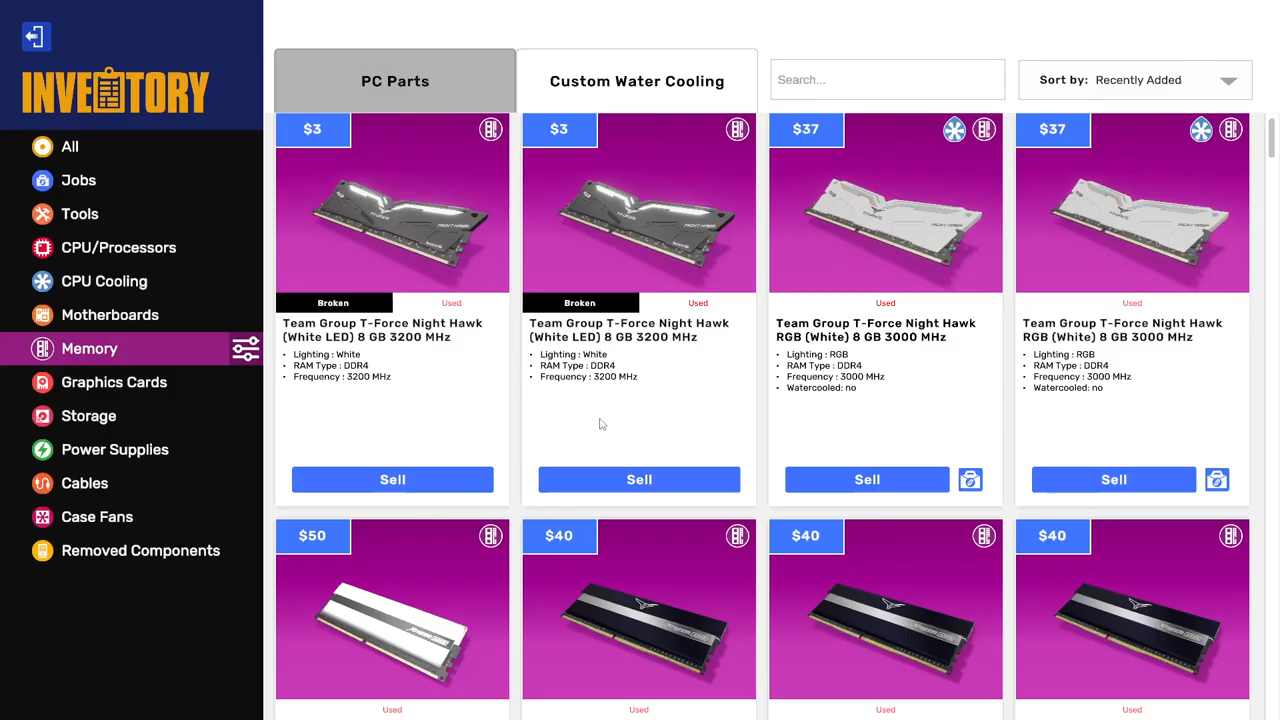 INVENTORY
All
Jobs
Tools
CPU/Processors
CPU Cooling
Motherboards
Memory
Graphics Cards
Storage
Power Supplies
Cables
Case Fans
Removed Components
PC Parts
Custom Water Cooling
Search...
Sort by: Recently Added
$3
Broken
Used
Team Group T-Force Night Hawk
(White LED) 8 GB 3200 MHz
• Lighting : White
• RAM Type : DDR4
• Frequency : 3200 MHz
Sell
$3
Broken
Used
Team Group T-Force Night Hawk
(White LED) 8 GB 3200 MHz
• Lighting : White
• RAM Type : DDR4
• Frequency : 3200 MHz
Sell
$37
Used
Team Group T-Force Night Hawk
RGB (White) 8 GB 3000 MHz
• Lighting : RGB
• RAM Type : DDR4
• Frequency : 3000 MHz
• Watercooled: no
Sell
$37
Used
Team Group T-Force Night Hawk
RGB (White) 8 GB 3000 MHz
• Lighting : RGB
• RAM Type : DDR4
• Frequency : 3000 MHz
• Watercooled: no
Sell
$50
Used
$40
Used
$40
Used
$40
Used